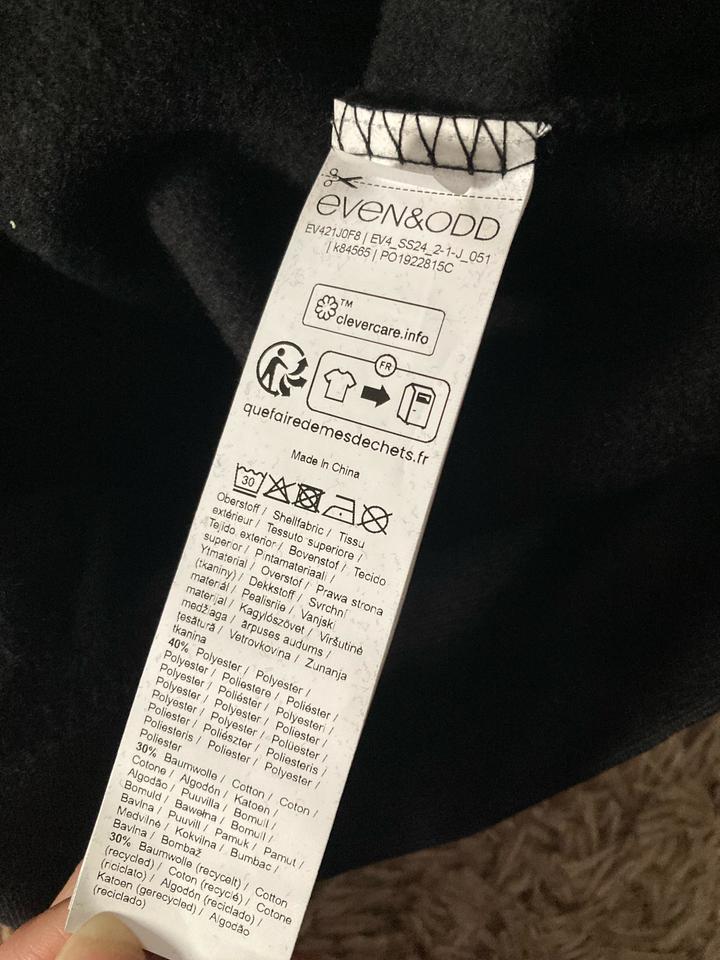 even&odd
EV421J0F8 | EV4_SS24_2-1-J_051
| k84565 | PO1922815C
TM
clevercare.info
FR
quefairedemesdechets.fr
Made In China
30
Oberstoff / Shellfabric / Tissu
extérieur / Tessuto superiore /
Tejido exterior / Bovenstof / Tecido
superior / Pintamateriaali /
Ytmaterial / Overstof / Prawa strona
(tkaniny) / Dekkstoff / Svrchní
materiál / Pealisriie / Vanjski
materijal / Kagylószövet / Viršutinė
medžiaga / ārpuses audums /
țesătură / Vetrovkovina / Zunanja
tkanina
40% Polyester / Polyester /
Polyester / Poliestere / Poliéster /
Polyester / Poliéster / Polyesteri /
Polyester / Polyester / Poliester /
Polyester / Polyester / Polüester /
Poliester / Poliészter / Poliesteris /
Poliesteris / Poliester / Polyester /
Poliester
30% Baumwolle / Cotton / Coton /
Cotone / Algodón / Katoen /
Algodão / Puuvilla / Bomull /
Bomuld / Bawełna / Bomull /
Bavlna / Puuvill / Pamuk / Pamut /
Medvilnė / Kokvilna / Bumbac /
Bavlna / Bombaž
30% Baumwolle (recycelt) / Cotton
(recycled) / Coton (recyclé) / Cotone
(riciclato) / Algodón (reciclado) /
Katoen (gerecycled) / Algodão
(reciclado)